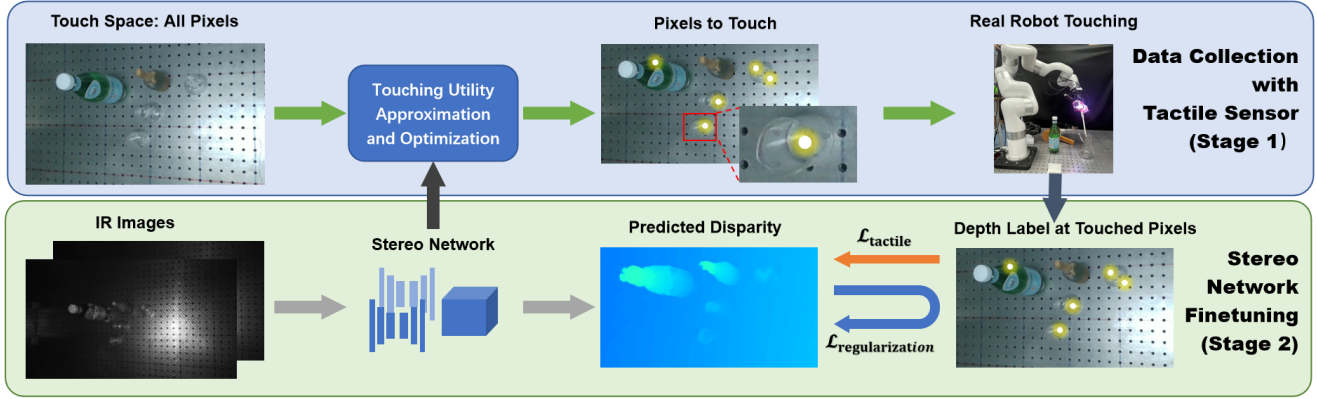 Touch Space: All Pixels
Touching Utility
Approximation
and Optimization
Pixels to Touch
Real Robot Touching
Data Collection
with
Tactile Sensor
(Stage 1)
IR Images
Stereo Network
Predicted Disparity
ℒtactile
ℒregularization
Depth Label at Touched Pixels
Stereo
Network
Finetuning
(Stage 2)